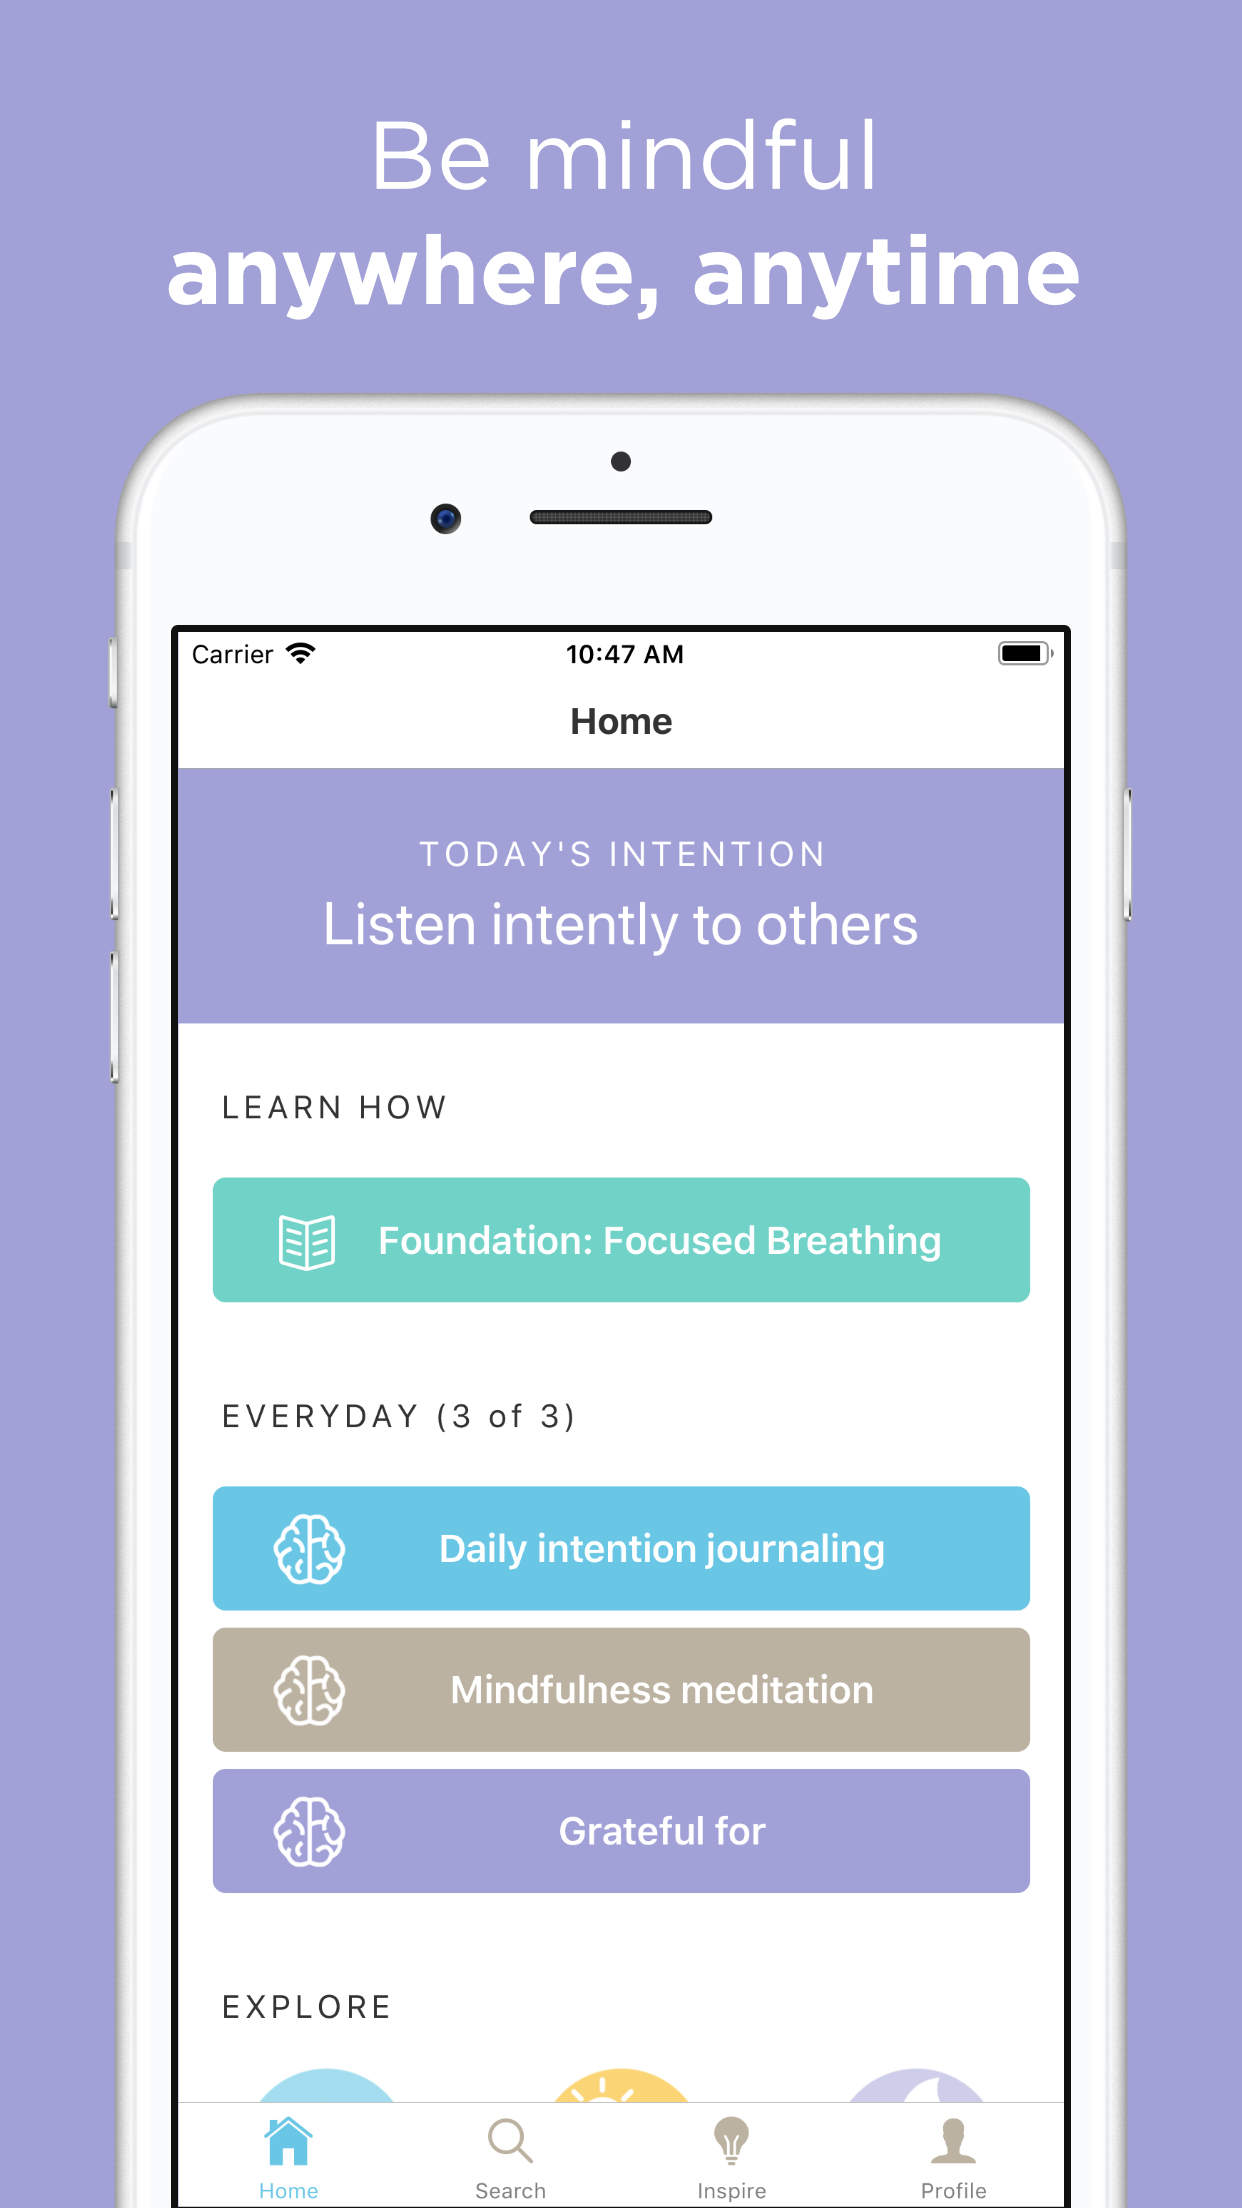 Be mindful
anywhere, anytime
Carrier 10:47 AM
Home
TODAY'S INTENTION
Listen intently to others
LEARN HOW
Foundation: Focused Breathing
EVERYDAY (3 of 3)
Daily intention journaling
Mindfulness meditation
Grateful for
EXPLORE
Home Search Inspire Profile